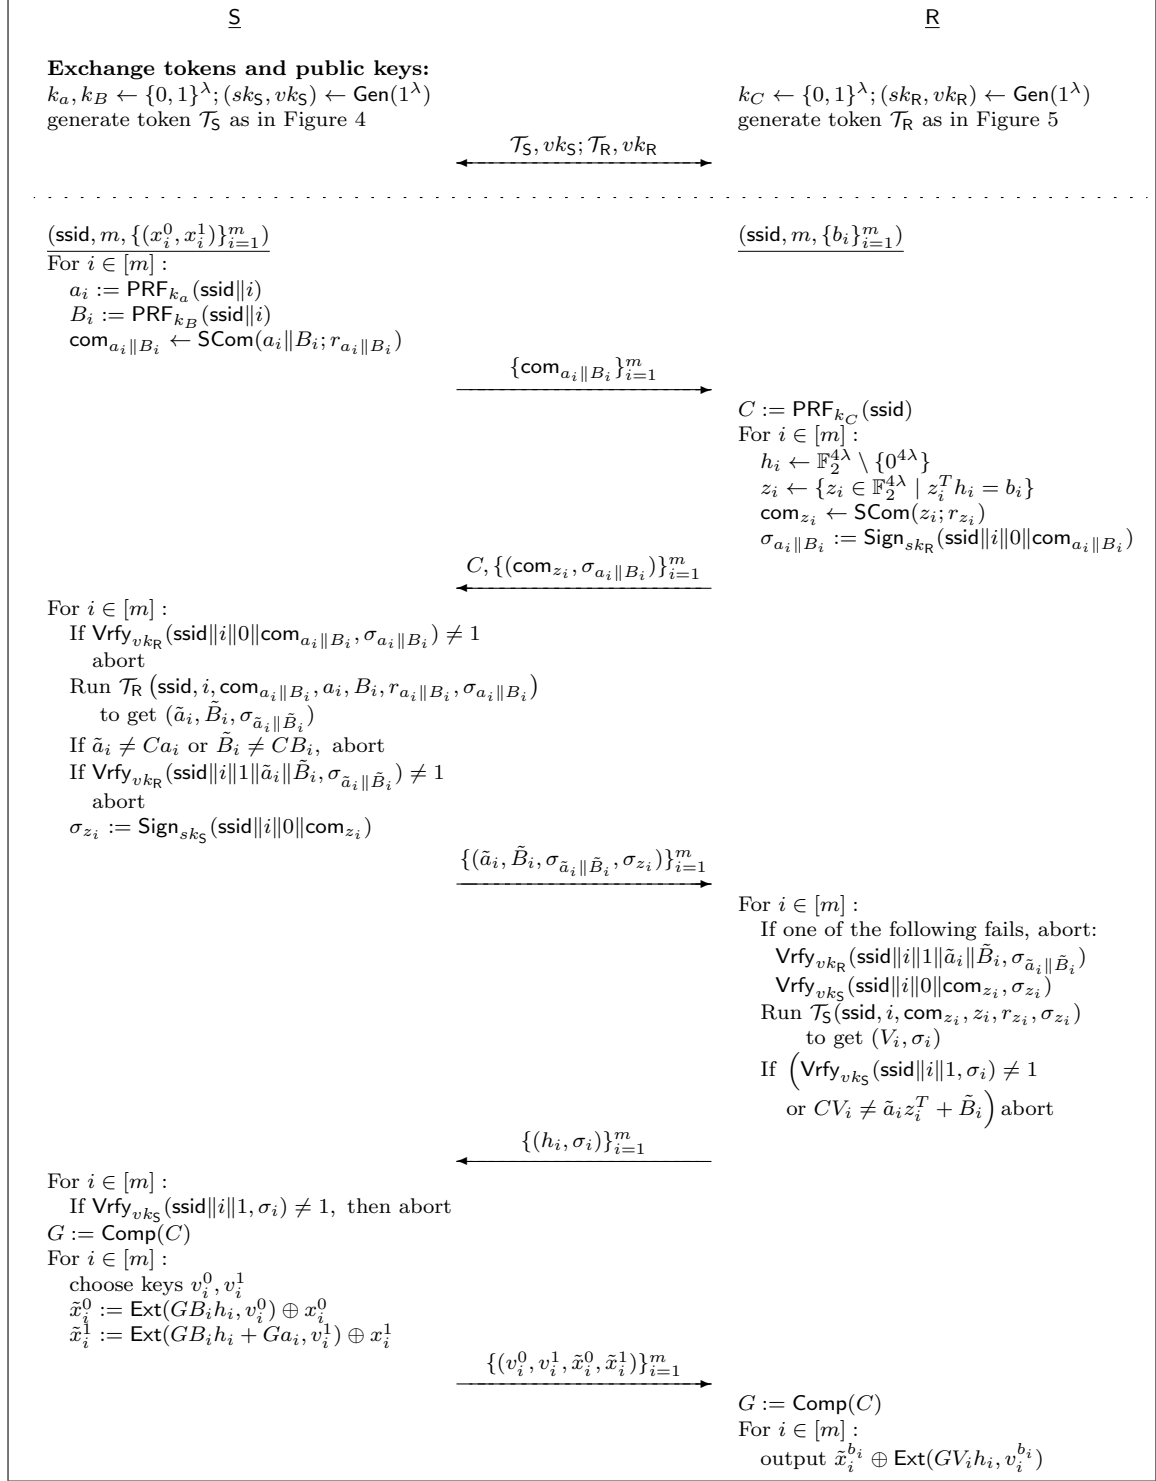 S
R
Exchange tokens and public keys:
k_a, k_B ← {0, 1}^λ; (sk_S, vk_S) ← Gen(1^λ)
k_C ← {0, 1}^λ; (sk_R, vk_R) ← Gen(1^λ)
generate token 𝒯_S as in Figure 4
generate token 𝒯_R as in Figure 5
𝒯_S, vk_S; 𝒯_R, vk_R
(ssid, m, {(x_i^0, x_i^1)}_{i=1}^m)
(ssid, m, {b_i}_{i=1}^m)
For i ∈ [m] :
a_i := PRF_{k_a}(ssid‖i)
B_i := PRF_{k_B}(ssid‖i)
com_{a_i‖B_i} ← SCom(a_i‖B_i; r_{a_i‖B_i})
{com_{a_i‖B_i}}_{i=1}^m
C := PRF_{k_C}(ssid)
For i ∈ [m] :
h_i ← 𝔽_2^{4λ} \ {0^{4λ}}
z_i ← {z_i ∈ 𝔽_2^{4λ} | z_i^T h_i = b_i}
com_{z_i} ← SCom(z_i; r_{z_i})
σ_{a_i‖B_i} := Sign_{sk_R}(ssid‖i‖0‖com_{a_i‖B_i})
C, {(com_{z_i}, σ_{a_i‖B_i})}_{i=1}^m
For i ∈ [m] :
If Vrfy_{vk_R}(ssid‖i‖0‖com_{a_i‖B_i}, σ_{a_i‖B_i}) ≠ 1
abort
Run 𝒯_R (ssid, i, com_{a_i‖B_i}, a_i, B_i, r_{a_i‖B_i}, σ_{a_i‖B_i})
to get (ã_i, B̃_i, σ_{ã_i‖B̃_i})
If ã_i ≠ Ca_i or B̃_i ≠ CB_i, abort
If Vrfy_{vk_R}(ssid‖i‖1‖ã_i‖B̃_i, σ_{ã_i‖B̃_i}) ≠ 1
abort
σ_{z_i} := Sign_{sk_S}(ssid‖i‖0‖com_{z_i})
{(ã_i, B̃_i, σ_{ã_i‖B̃_i}, σ_{z_i})}_{i=1}^m
For i ∈ [m] :
If one of the following fails, abort:
Vrfy_{vk_R}(ssid‖i‖1‖ã_i‖B̃_i, σ_{ã_i‖B̃_i})
Vrfy_{vk_S}(ssid‖i‖0‖com_{z_i}, σ_{z_i})
Run 𝒯_S(ssid, i, com_{z_i}, z_i, r_{z_i}, σ_{z_i})
to get (V_i, σ_i)
If (Vrfy_{vk_S}(ssid‖i‖1, σ_i) ≠ 1
or CV_i ≠ ã_i z_i^T + B̃_i) abort
{(h_i, σ_i)}_{i=1}^m
For i ∈ [m] :
If Vrfy_{vk_S}(ssid‖i‖1, σ_i) ≠ 1, then abort
G := Comp(C)
For i ∈ [m] :
choose keys v_i^0, v_i^1
x̃_i^0 := Ext(GB_i h_i, v_i^0) ⊕ x_i^0
x̃_i^1 := Ext(GB_i h_i + Ga_i, v_i^1) ⊕ x_i^1
{(v_i^0, v_i^1, x̃_i^0, x̃_i^1)}_{i=1}^m
G := Comp(C)
For i ∈ [m] :
output x̃_i^{b_i} ⊕ Ext(GV_i h_i, v_i^{b_i})